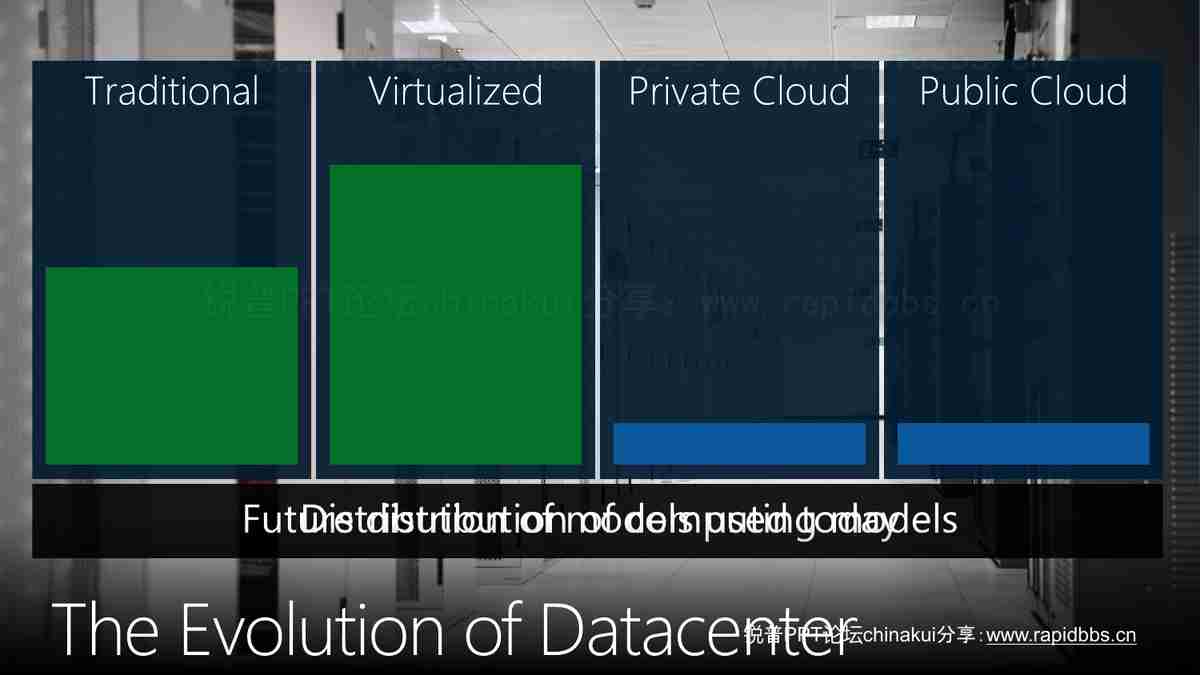 Traditional
Virtualized
Private Cloud
Public Cloud
锐普PPT论坛chinakui分享：www.rapidbbs.cn
Future distribution of computing models
Distribution of models used today
The Evolution of Datacenter
锐普PPT论坛chinakui分享：www.rapidbbs.cn